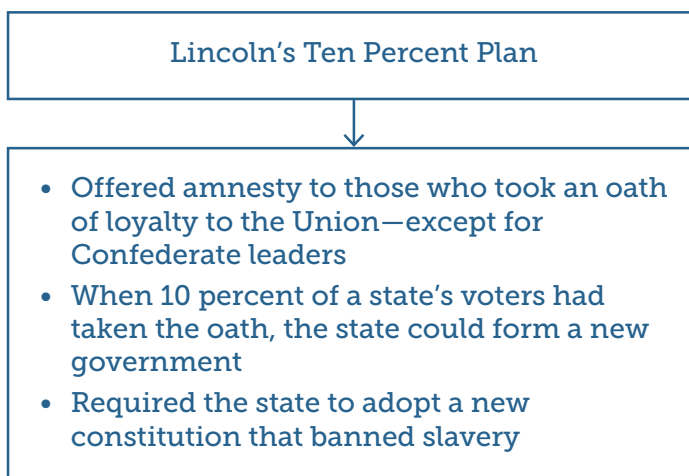 Lincoln’s Ten Percent Plan
• Offered amnesty to those who took an oath
of loyalty to the Union—except for
Confederate leaders
• When 10 percent of a state’s voters had
taken the oath, the state could form a new
government
• Required the state to adopt a new
constitution that banned slavery